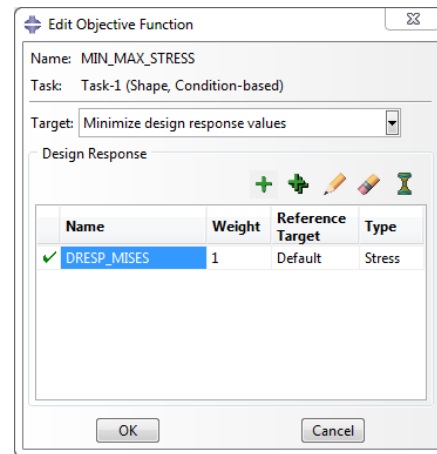 Edit Objective Function
Name: MIN_MAX_STRESS
Task: Task-1 (Shape, Condition-based)
Target: Minimize design response values
Design Response
Name Weight Reference Target Type
DRESP_MISES 1 Default Stress
OK Cancel